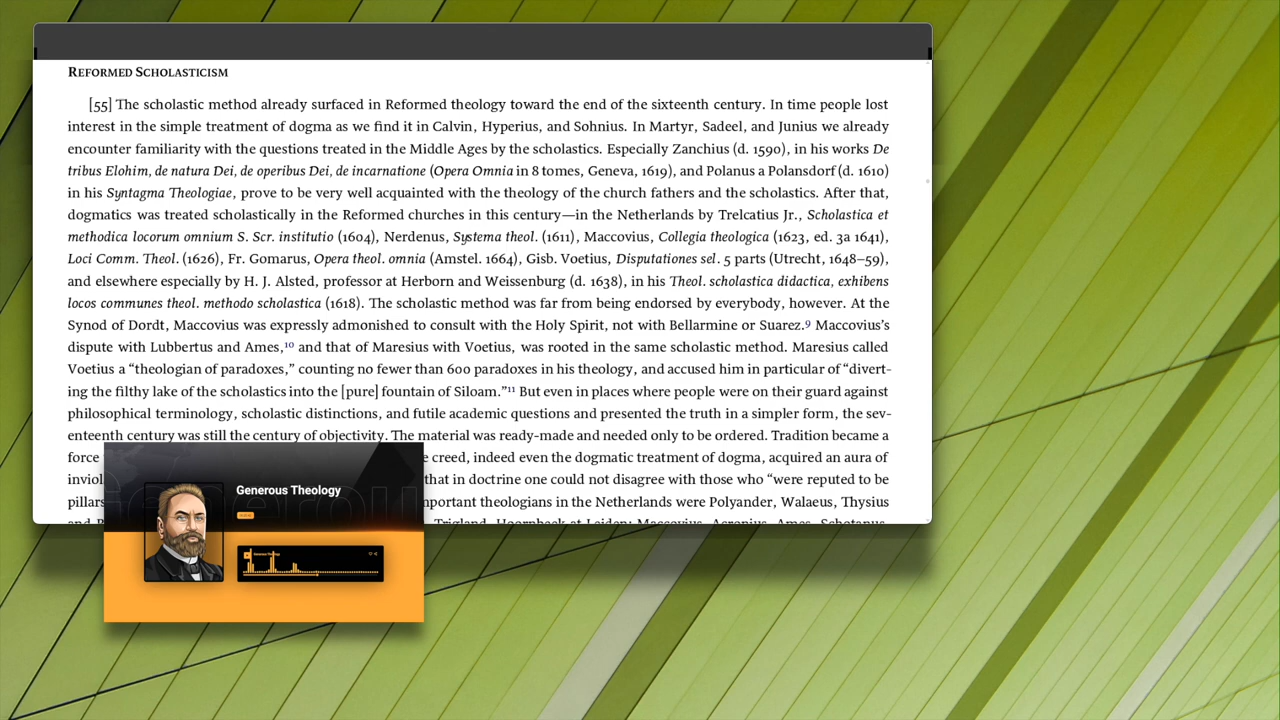 REFORMED SCHOLASTICISM
[55] The scholastic method already surfaced in Reformed theology toward the end of the sixteenth century. In time people lost
interest in the simple treatment of dogma as we find it in Calvin, Hyperius, and Sohnius. In Martyr, Sadeel, and Junius we already
encounter familiarity with the questions treated in the Middle Ages by the scholastics. Especially Zanchius (d. 1590), in his works De
tribus Elohim, de natura Dei, de operibus Dei, de incarnatione (Opera Omnia in 8 tomes, Geneva, 1619), and Polanus a Polansdorf (d. 1610)
in his Syntagma Theologiae, prove to be very well acquainted with the theology of the church fathers and the scholastics. After that,
dogmatics was treated scholastically in the Reformed churches in this century—in the Netherlands by Trelcatius Jr., Scholastica et
methodica locorum omnium S. Scr. institutio (1604), Nerdenus, Systema theol. (1611), Maccovius, Collegia theologica (1623, ed. 3a 1641),
Loci Comm. Theol. (1626), Fr. Gomarus, Opera theol. omnia (Amstel. 1664), Gisb. Voetius, Disputationes sel. 5 parts (Utrecht, 1648–59),
and elsewhere especially by H. J. Alsted, professor at Herborn and Weissenburg (d. 1638), in his Theol. scholastica didactica, exhibens
locos communes theol. methodo scholastica (1618). The scholastic method was far from being endorsed by everybody, however. At the
Synod of Dordt, Maccovius was expressly admonished to consult with the Holy Spirit, not with Bellarmine or Suarez.9 Maccovius's
dispute with Lubbertus and Ames,10 and that of Maresius with Voetius, was rooted in the same scholastic method. Maresius called
Voetius a “theologian of paradoxes,” counting no fewer than 600 paradoxes in his theology, and accused him in particular of “divert-
ing the filthy lake of the scholastics into the [pure] fountain of Siloam.”11 But even in places where people were on their guard against
philosophical terminology, scholastic distinctions, and futile academic questions and presented the truth in a simpler form, the sev-
enteenth century was still the century of objectivity. The material was ready-made and needed only to be ordered. Tradition became a
force creed, indeed even the dogmatic treatment of dogma, acquired an aura of
that in doctrine one could not disagree with those who “were reputed to be
pillars theologians in the Netherlands were Polyander, Walaeus, Thysius
Trigland, Hoornbeek at Leiden; Maccovius, Acronius, Ames, Schotanus
Generous Theology
Generous Theology